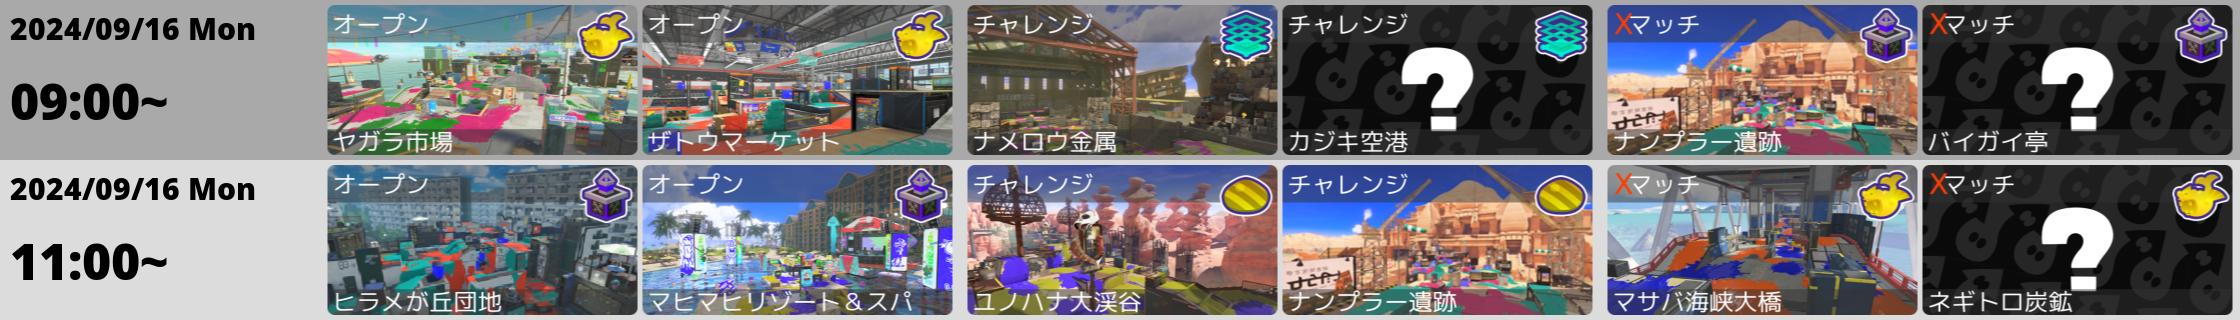 2024/09/16 Mon
09:00~
オープン
ヤガラ市場
オープン
ザトウマーケット
チャレンジ
ナメロウ金属
チャレンジ
?
カジキ空港
Xマッチ
ナンプラー遺跡
Xマッチ
?
バイガイ亭
2024/09/16 Mon
11:00~
オープン
ヒラメが丘団地
オープン
マヒマヒリゾート＆スパ
チャレンジ
ユノハナ大渓谷
チャレンジ
ナンプラー遺跡
Xマッチ
マサバ海峡大橋
Xマッチ
?
ネギトロ炭鉱